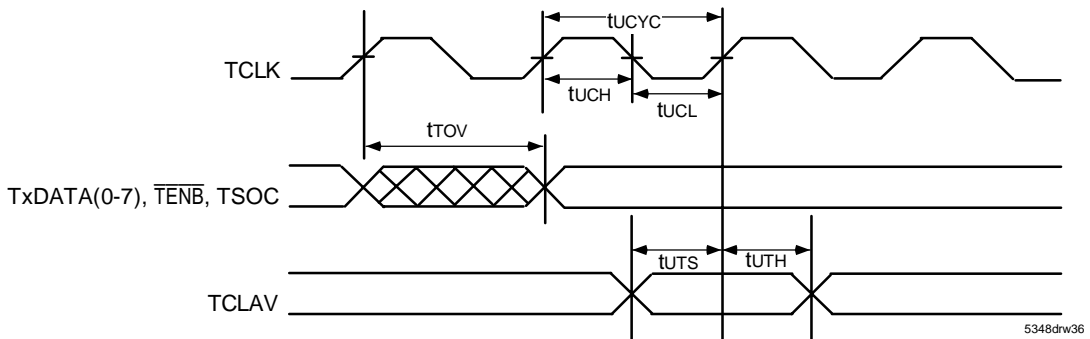 tUCYC
TCLK
tUCH
tUCL
tTOV
TxDATA(0-7), TENB, TSOC
tUTS
tUTH
TCLAV
5348drw36